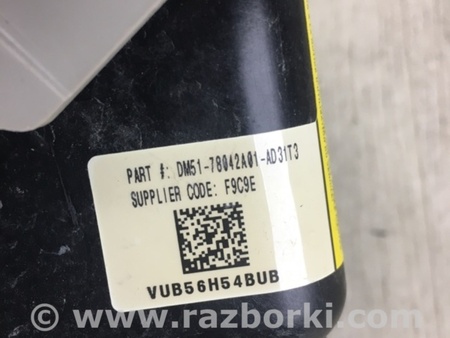 PART #: DM51-78042A01-AD31T3
SUPPLIER CODE: F9C9E
VUB56H54BUB
www.razborki.com